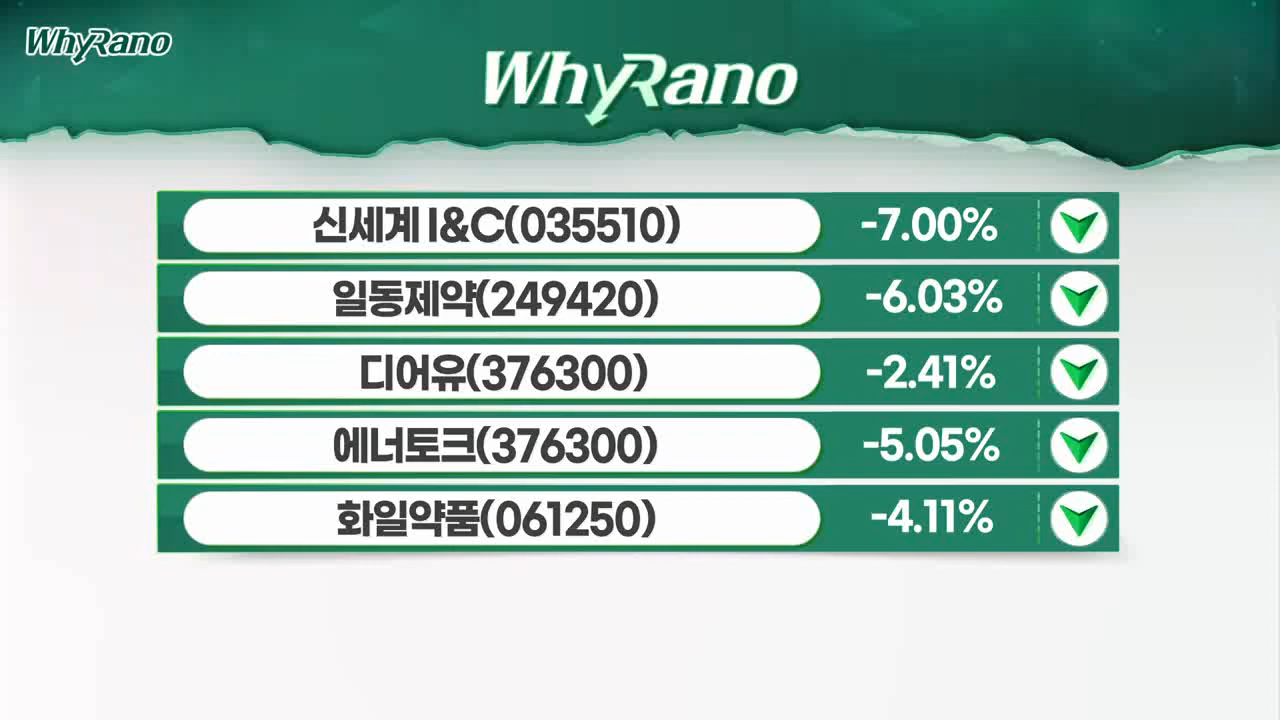 WhyRano
WhyRano
신세계 I&C(035510) -7.00%
일동제약(249420) -6.03%
디어유(376300) -2.41%
에너토크(376300) -5.05%
화일약품(061250) -4.11%